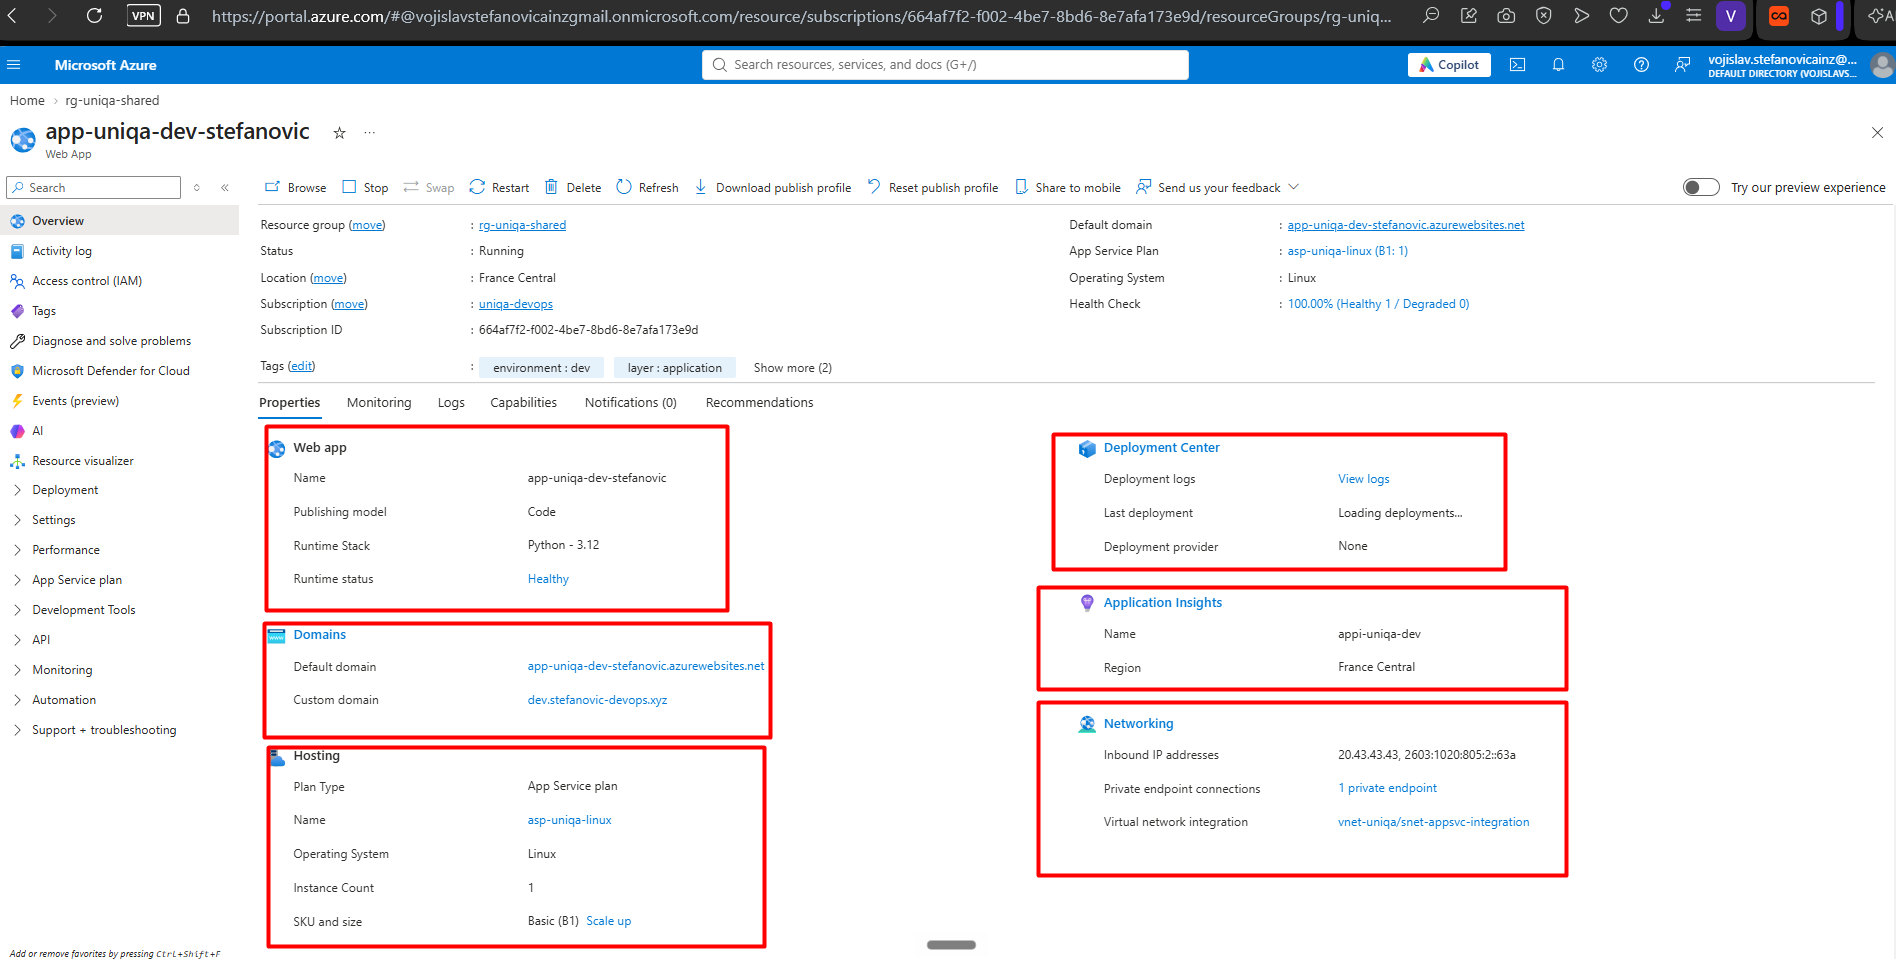 VPN
https://portal.azure.com/#@vojislavstefanovicainzgmail.onmicrosoft.com/resource/subscriptions/664af7f2-f002-4be7-8bd6-8e7afa173e9d/resourceGroups/rg-uniq...
V
A
Microsoft Azure
Search resources, services, and docs (G+/)
Copilot
vojislav.stefanovicainz@...
DEFAULT DIRECTORY (VOJISLAVS...
Home > rg-uniqa-shared
app-uniqa-dev-stefanovic
Web App
Search
Browse Stop Swap Restart Delete Refresh Download publish profile Reset publish profile Share to mobile Send us your feedback
Try our preview experience
Overview
Activity log
Access control (IAM)
Tags
Diagnose and solve problems
Microsoft Defender for Cloud
Events (preview)
AI
Resource visualizer
Deployment
Settings
Performance
App Service plan
Development Tools
API
Monitoring
Automation
Support + troubleshooting
Add or remove favorites by pressing Ctrl+Shift+F
Resource group (move) : rg-uniqa-shared
Status : Running
Location (move) : France Central
Subscription (move) : uniqa-devops
Subscription ID : 664af7f2-f002-4be7-8bd6-8e7afa173e9d
Default domain : app-uniqa-dev-stefanovic.azurewebsites.net
App Service Plan : asp-uniqa-linux (B1: 1)
Operating System : Linux
Health Check : 100.00% (Healthy 1 / Degraded 0)
Tags (edit) : environment : dev layer : application Show more (2)
Properties Monitoring Logs Capabilities Notifications (0) Recommendations
Web app
Name app-uniqa-dev-stefanovic
Publishing model Code
Runtime Stack Python - 3.12
Runtime status Healthy
Domains
Default domain app-uniqa-dev-stefanovic.azurewebsites.net
Custom domain dev.stefanovic-devops.xyz
Hosting
Plan Type App Service plan
Name asp-uniqa-linux
Operating System Linux
Instance Count 1
SKU and size Basic (B1) Scale up
Deployment Center
Deployment logs View logs
Last deployment Loading deployments...
Deployment provider None
Application Insights
Name appi-uniqa-dev
Region France Central
Networking
Inbound IP addresses 20.43.43.43, 2603:1020:805:2::63a
Private endpoint connections 1 private endpoint
Virtual network integration vnet-uniqa/snet-appsvc-integration